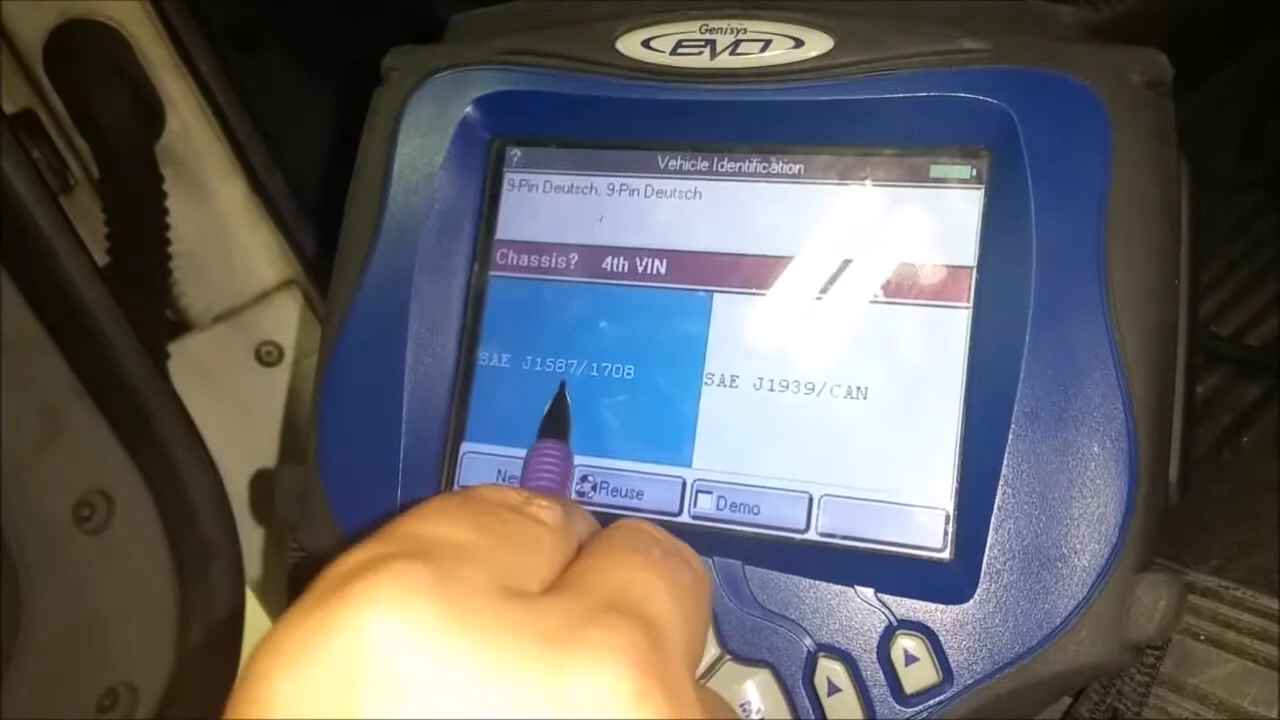 Genisys
EVO
? Vehicle Identification
9-Pin Deutsch, 9-Pin Deutsch
Chassis? 4th VIN
SAE J1587/1708
SAE J1939/CAN
Reuse
Demo